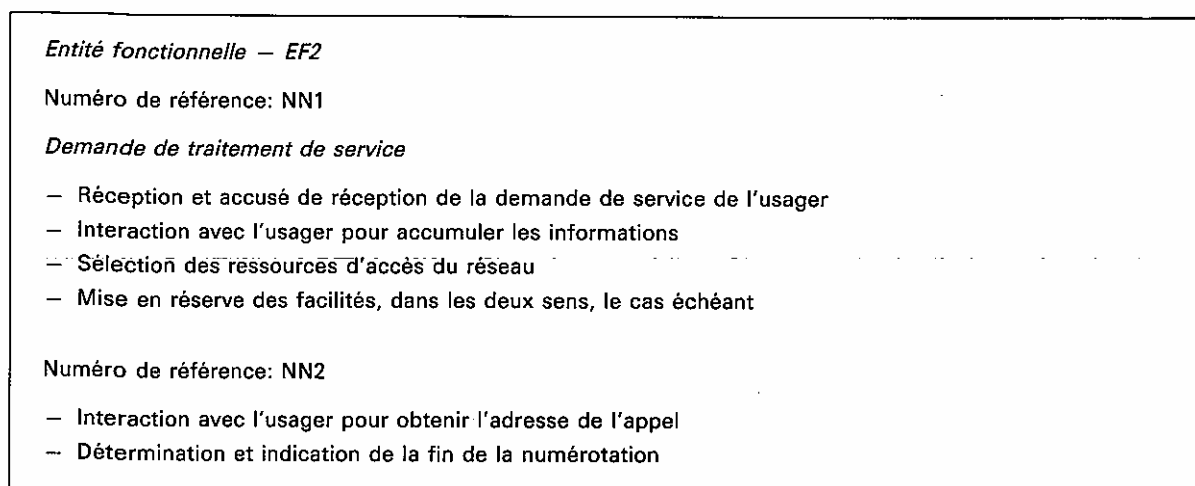 Entité fonctionnelle — EF2
Numéro de référence: NN1
Demande de traitement de service
— Réception et accusé de réception de la demande de service de l'usager
— Interaction avec l'usager pour accumuler les informations
— Sélection des ressources d'accès du réseau
— Mise en réserve des facilités, dans les deux sens, le cas échéant
Numéro de référence: NN2
— Interaction avec l'usager pour obtenir l'adresse de l'appel
— Détermination et indication de la fin de la numérotation